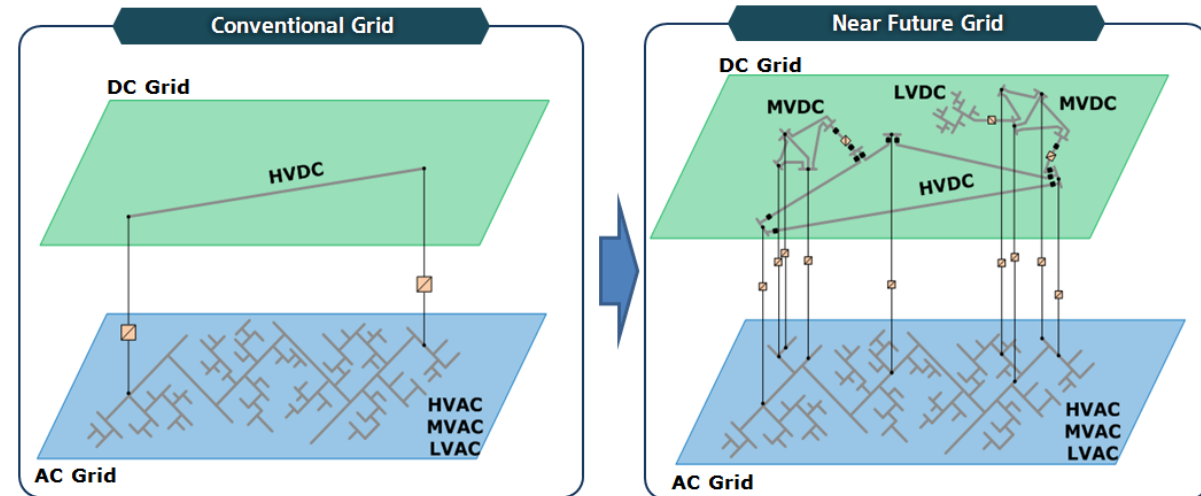 Conventional Grid
DC Grid
HVDC
HVAC
MVAC
LVAC
AC Grid
Near Future Grid
DC Grid
LVDC
MVDC
MVDC
HVDC
HVAC
MVAC
LVAC
AC Grid